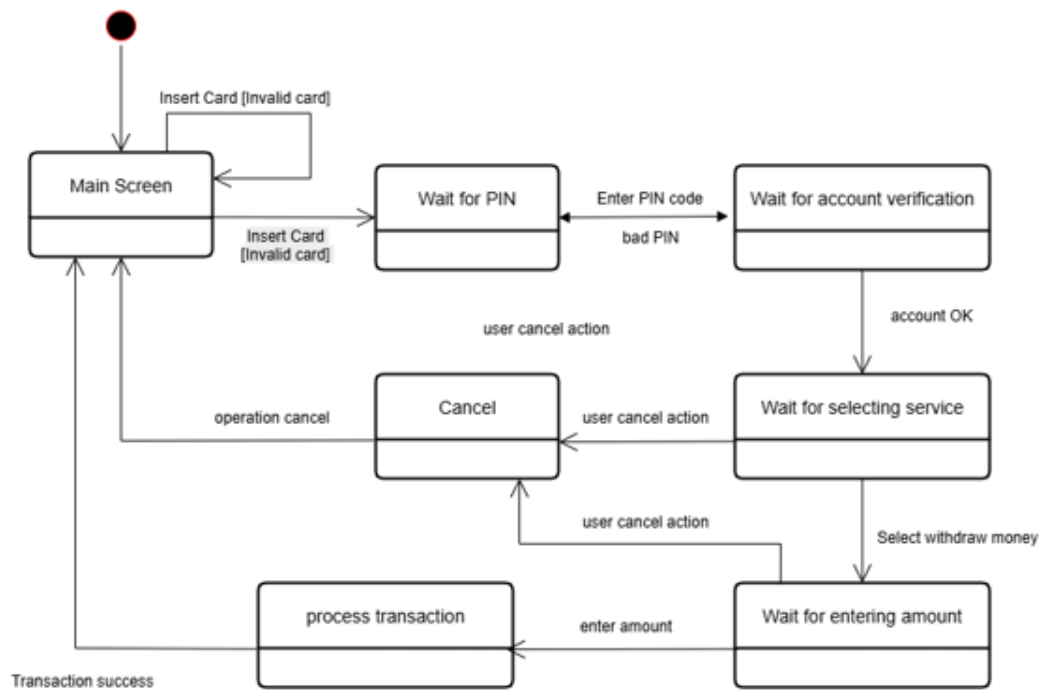 Insert Card [Invalid card]
Main Screen
Wait for PIN
Enter PIN code
Wait for account verification
bad PIN
Insert Card
[Invalid card]
account OK
user cancel action
Cancel
Wait for selecting service
operation cancel
user cancel action
user cancel action
Select withdraw money
process transaction
enter amount
Wait for entering amount
Transaction success